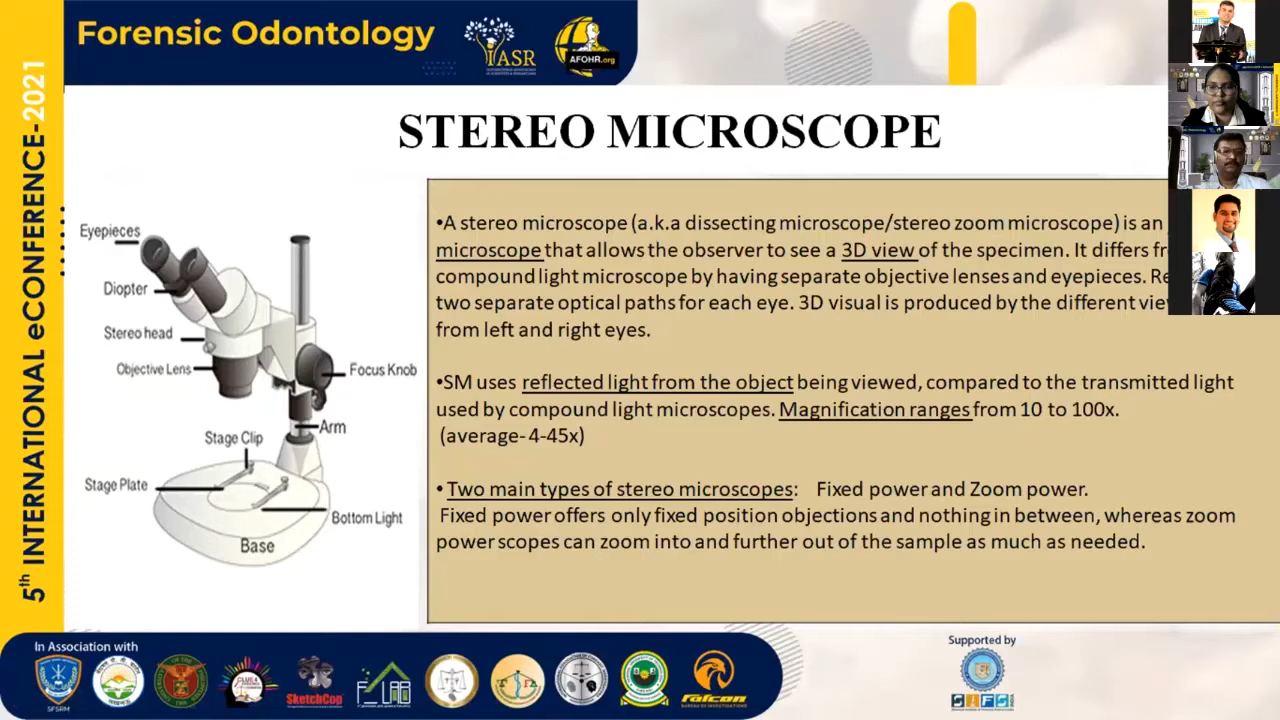 Forensic Odontology
IASR
AFOHR.org
5th INTERNATIONAL eCONFERENCE-2021
STEREO MICROSCOPE
Eyepieces
Diopter
Stereo head
Objective Lens
Focus Knob
Arm
Stage Clip
Stage Plate
Bottom Light
Base
•A stereo microscope (a.k.a dissecting microscope/stereo zoom microscope) is an
microscope that allows the observer to see a 3D view of the specimen. It differs
compound light microscope by having separate objective lenses and eyepieces.
two separate optical paths for each eye. 3D visual is produced by the different
from left and right eyes.
•SM uses reflected light from the object being viewed, compared to the transmitted light
used by compound light microscopes. Magnification ranges from 10 to 100x.
(average- 4-45x)
• Two main types of stereo microscopes: Fixed power and Zoom power.
Fixed power offers only fixed position objections and nothing in between, whereas zoom
power scopes can zoom into and further out of the sample as much as needed.
In Association with
SFSRM
CLUE4
SketchCop
F LAB
Falcon
BUREAU OF INVESTIGATIONS
Supported by
SIFS